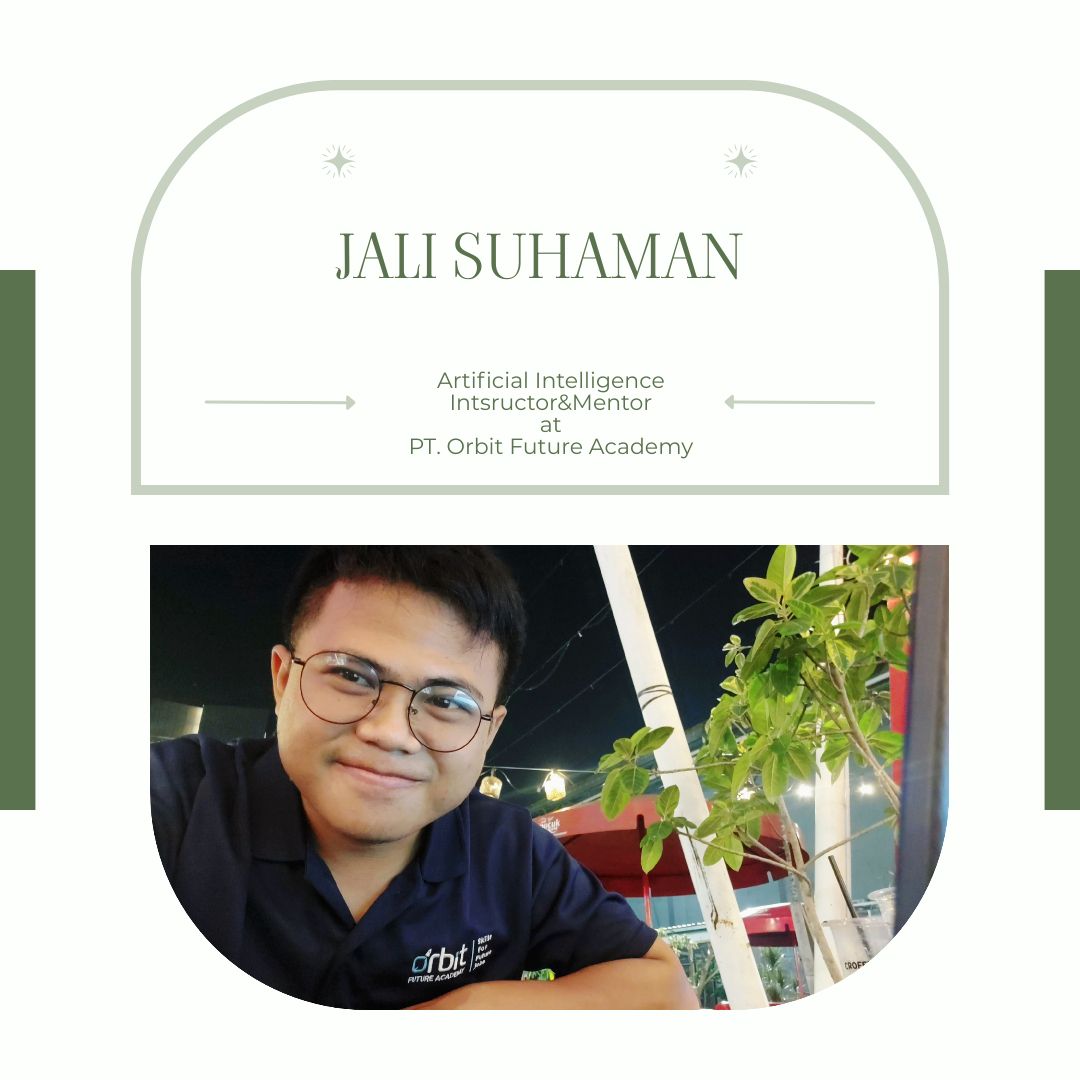 JALI SUHAMAN
Artificial Intelligence
Intsructor&Mentor
at
PT. Orbit Future Academy
orbit
FUTURE ACADEMY
Skills
For
Future
Jobs